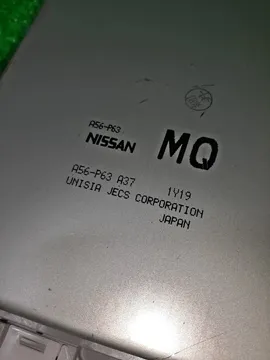 A56-P63
NISSAN MQ
A56-P63 A37 1Y19
UNISIA JECS CORPORATION
JAPAN